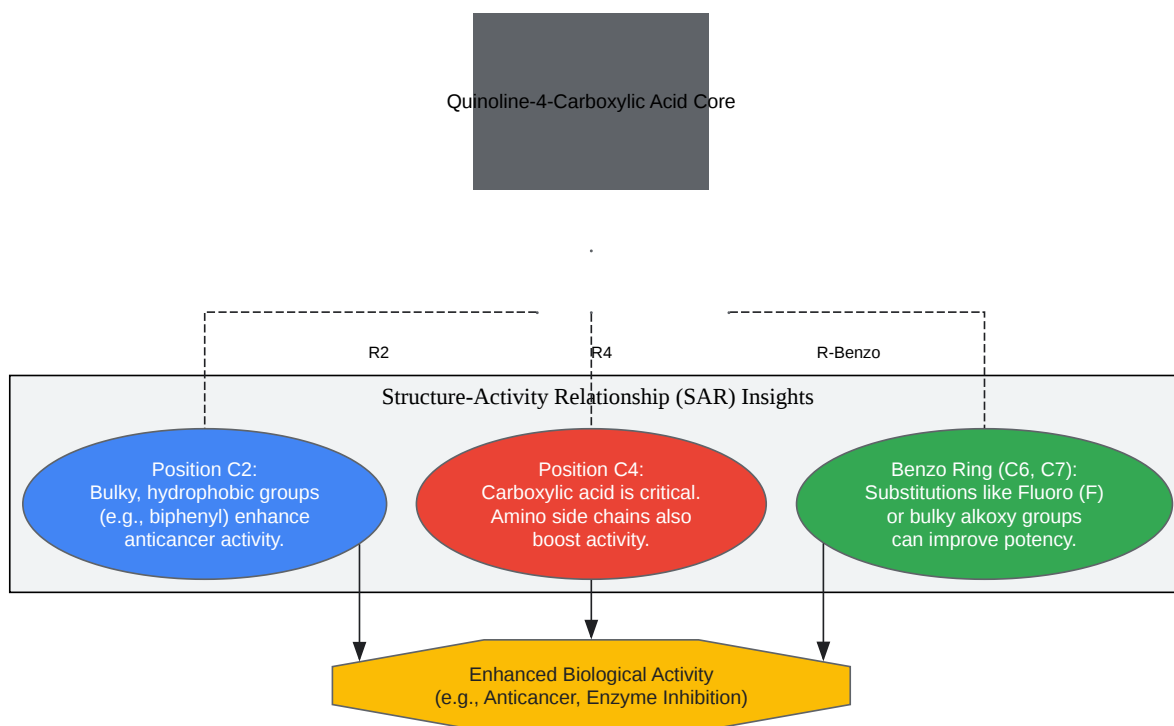 Quinoline-4-Carboxylic Acid Core
R2
R4
R-Benzo
Structure-Activity Relationship (SAR) Insights
Position C2:
Bulky, hydrophobic groups
(e.g., biphenyl) enhance
anticancer activity.
Position C4:
Carboxylic acid is critical.
Amino side chains also
boost activity.
Benzo Ring (C6, C7):
Substitutions like Fluoro (F)
or bulky alkoxy groups
can improve potency.
Enhanced Biological Activity
(e.g., Anticancer, Enzyme Inhibition)